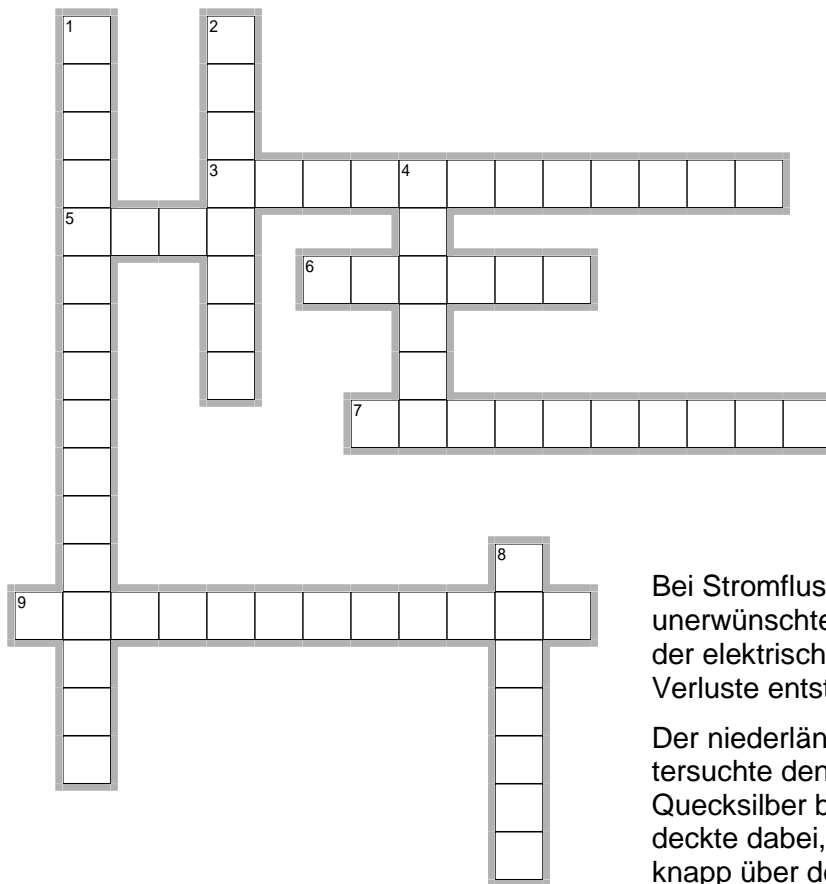 1
2
3
4
5
6
7
8
9
Bei Stromflus
unerwünschte
der elektrisch
Verluste entst
Der niederlän
tersuchte den
Quecksilber b
deckte dabei,
knapp über de